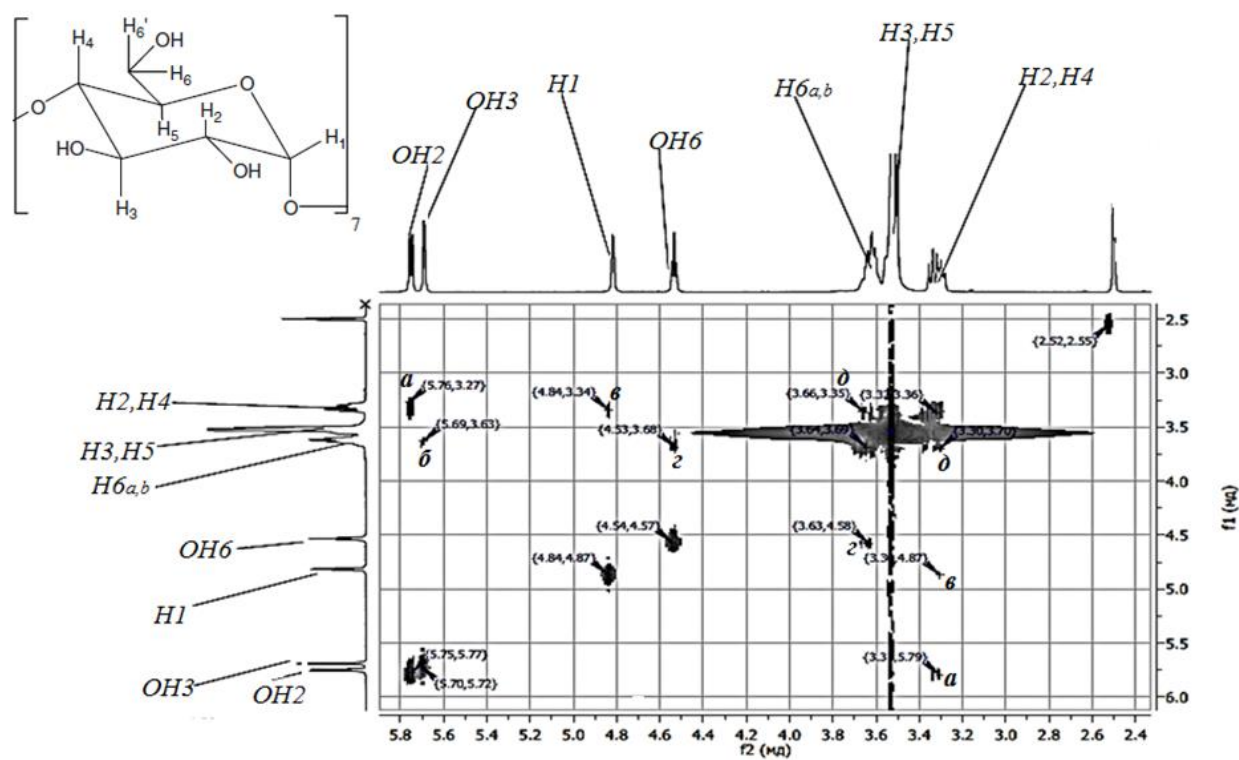 H6'
OH
H4
H6
O
O
H2
H5
H1
HO
OH
H3
O
7
OH2
OH3
H1
OH6
H6a,b
H3,H5
H2,H4
H2,H4
H3,H5
H6a,b
OH6
H1
OH3
OH2
а
{5.76,3.27}
{5.69,3.63}
б
{4.84,3.34}
в
{4.53,3.68}
г
д
{3.66,3.35}
{3.64,3.69}
д
{2.52,2.55}
{4.54,4.57}
{3.63,4.58}
г
{4.84,4.87}
в
{5.75,5.77}
{5.70,5.72}
а
2.5
3.0
3.5
4.0
4.5
5.0
5.5
6.0
f1 (мд)
5.8 5.6 5.4 5.2 5.0 4.8 4.6 4.4 4.2 4.0 3.8 3.6 3.4 3.2 3.0 2.8 2.6 2.4
f2 (мд)